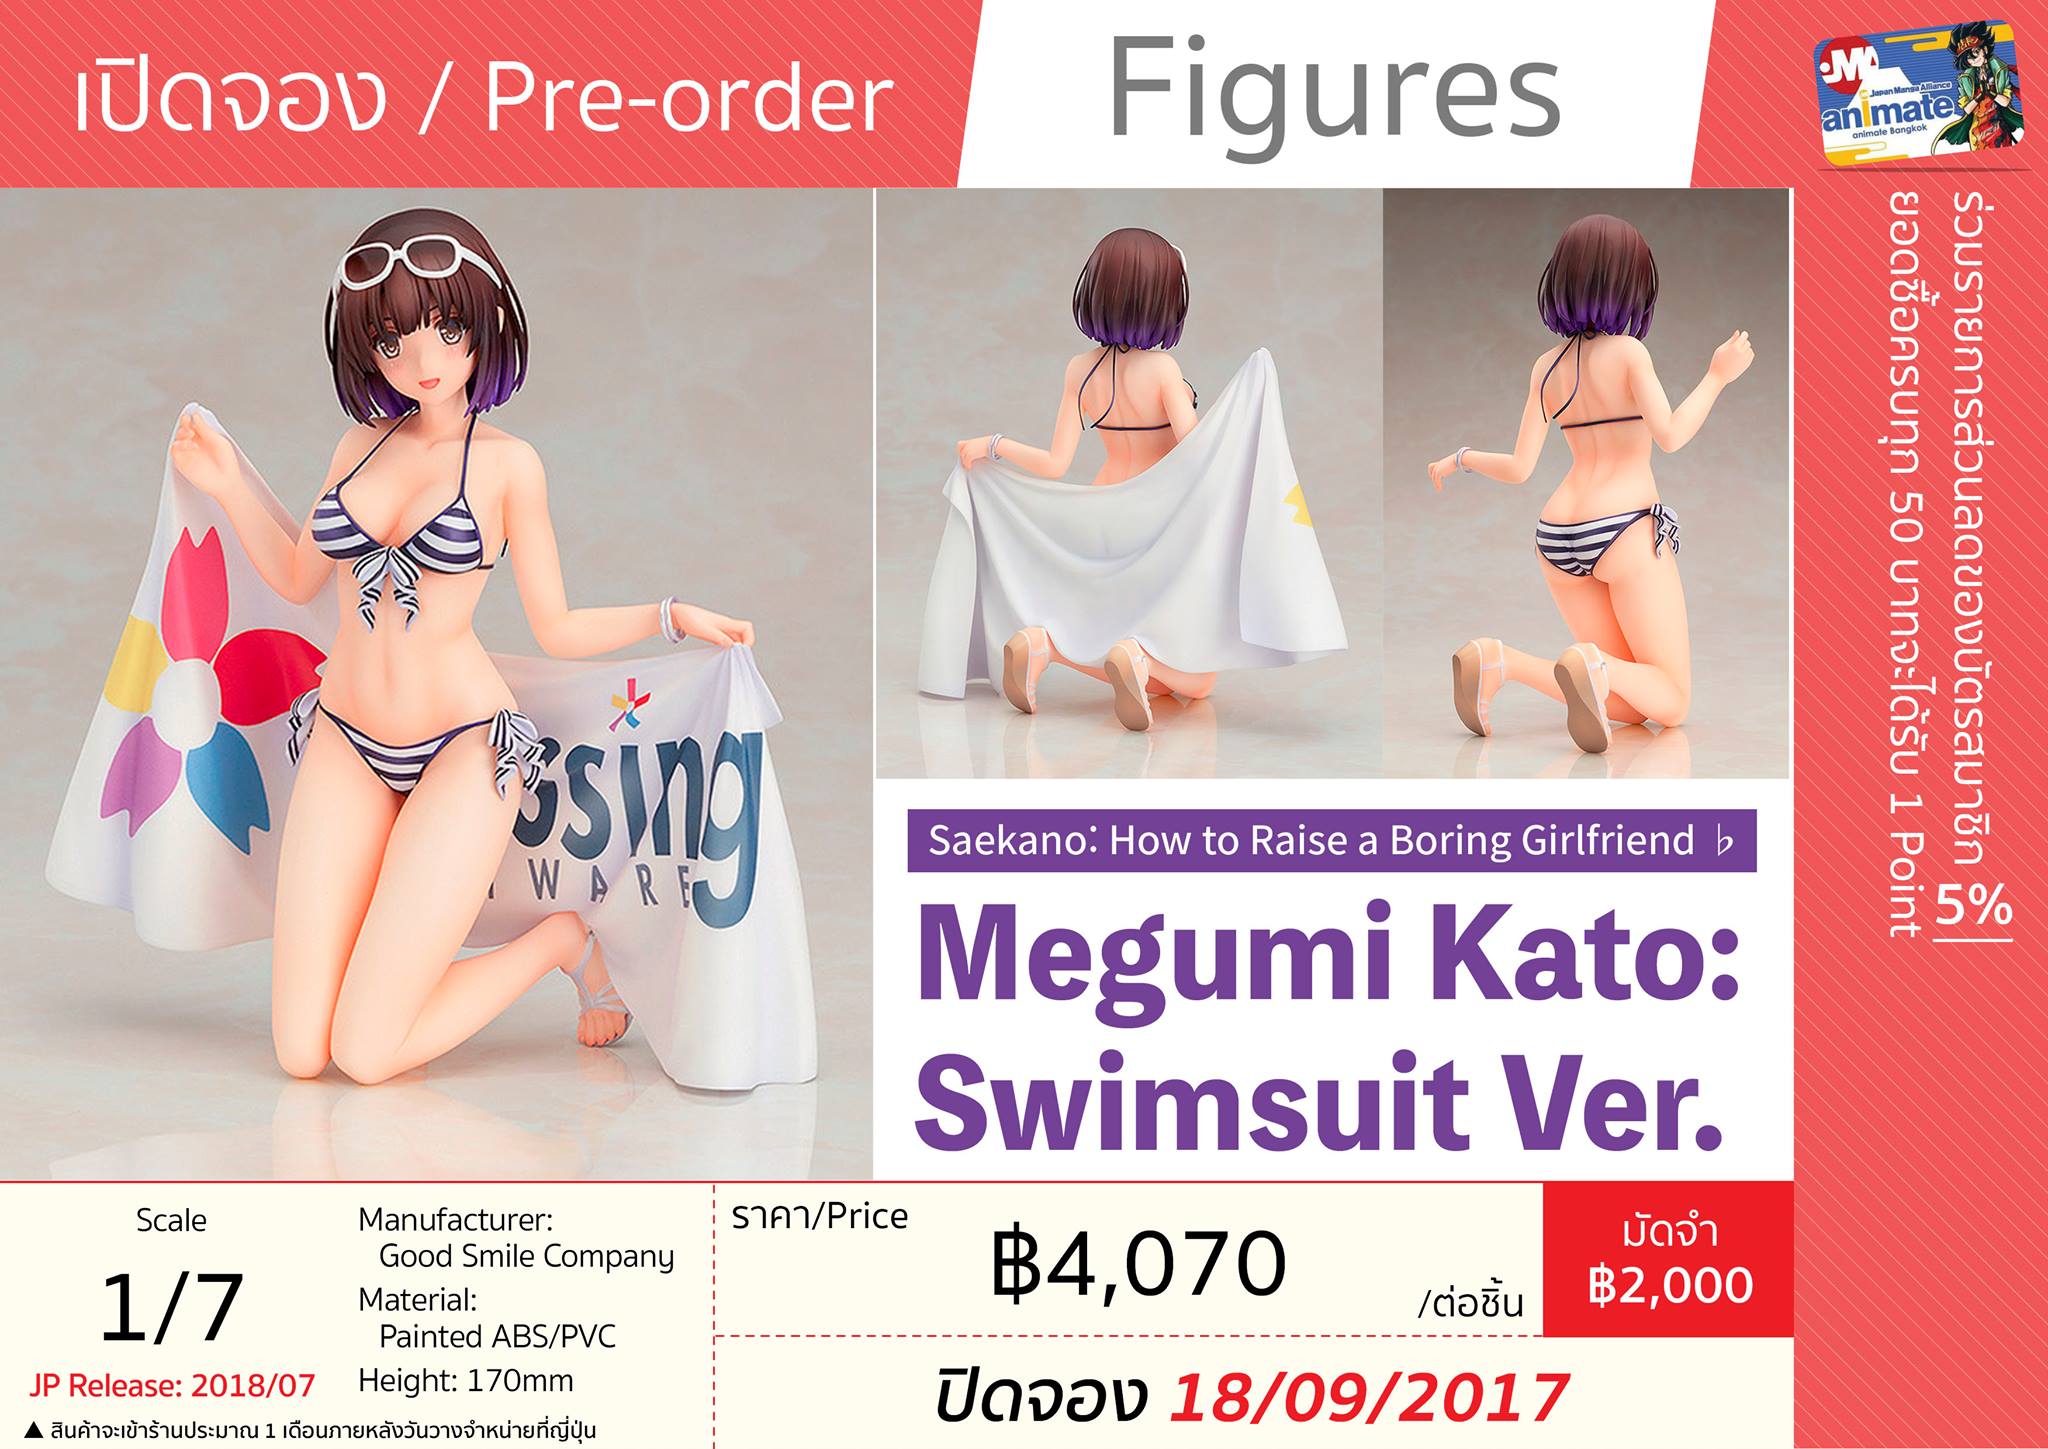 เปิดจอง / Pre-order
Figures
JMA
Japan Manga Alliance
animate
animate Bangkok
ร่วมรายการส่วนลดของบัตรสมาชิก 5%
ยอดซื้อครบทุก 50 บาทจะได้รับ 1 Point
ssing
WARE
Saekano: How to Raise a Boring Girlfriend ♭
Megumi Kato:
Swimsuit Ver.
Scale
1/7
JP Release: 2018/07
Manufacturer:
Good Smile Company
Material:
Painted ABS/PVC
Height: 170mm
▲ สินค้าจะเข้าร้านประมาณ 1 เดือนภายหลังวันวางจำหน่ายที่ญี่ปุ่น
ราคา/Price
฿4,070
/ต่อชิ้น
มัดจำ
฿2,000
ปิดจอง 18/09/2017